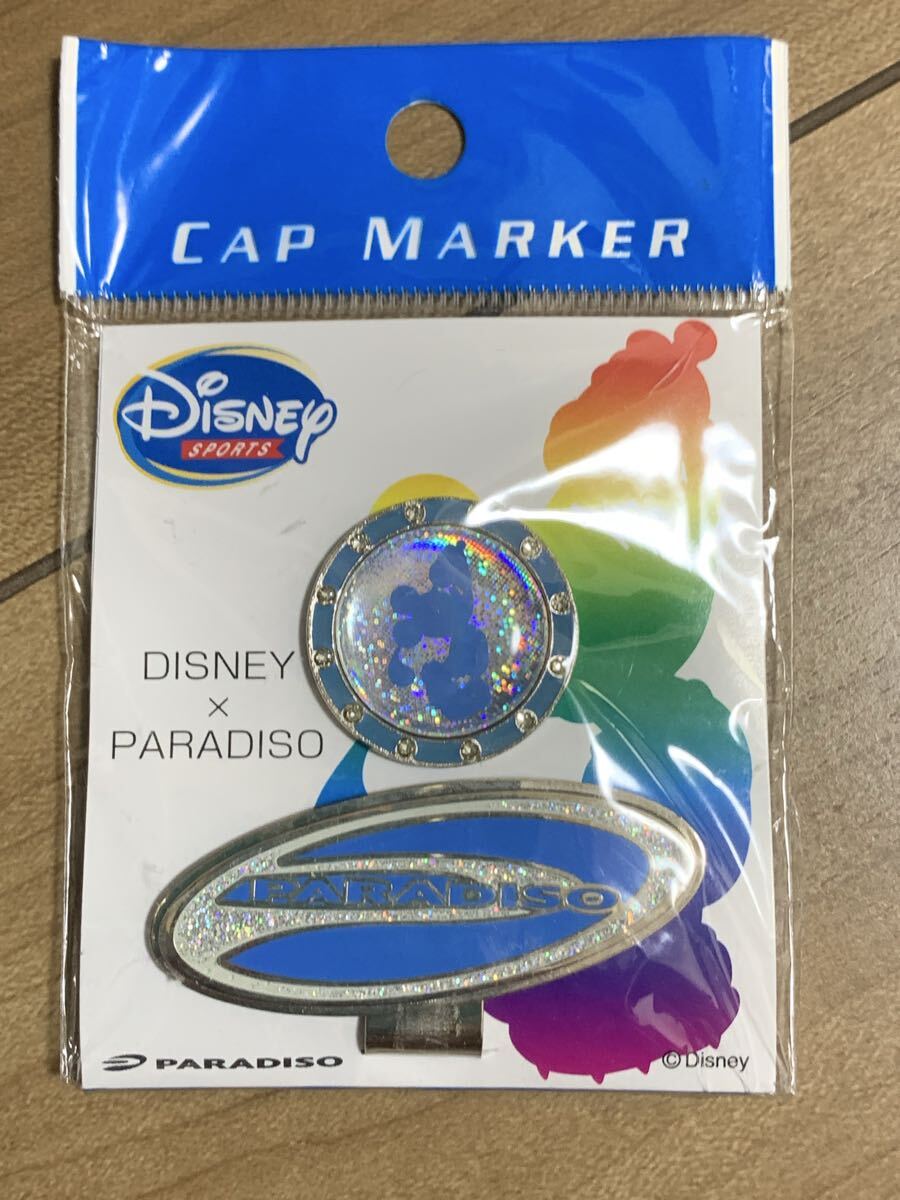 CAP MARKER
DISNEY
SPORTS
DISNEY
×
PARADISO
PARADISO
PARADISO
©Disney